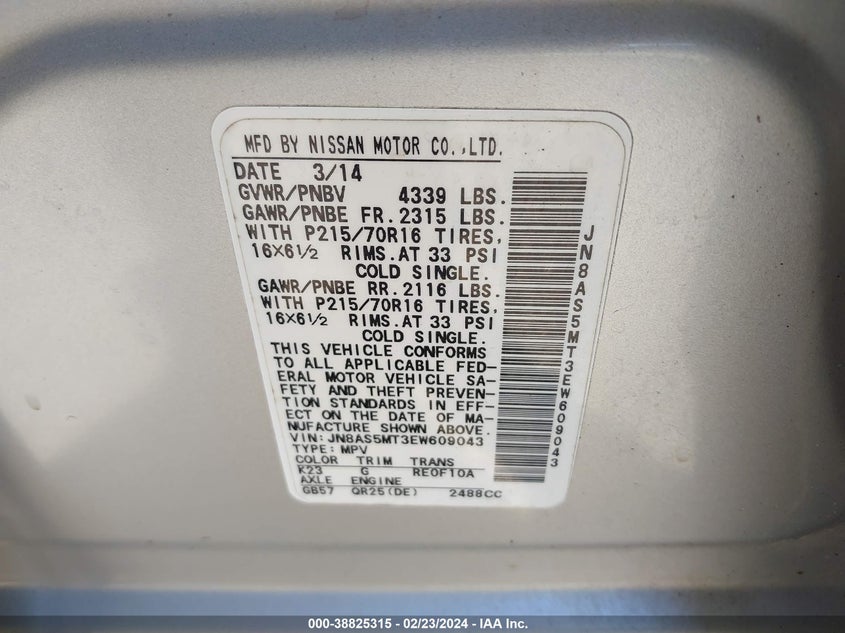 MFD BY NISSAN MOTOR CO.,LTD.
DATE 3/14
GVWR/PNBV 4339 LBS.
GAWR/PNBE FR.2315 LBS.
WITH P215/70R16 TIRES,
16X6½ RIMS.AT 33 PSI
COLD SINGLE.
GAWR/PNBE RR.2116 LBS.
WITH P215/70R16 TIRES,
16X6½ RIMS.AT 33 PSI
COLD SINGLE.
THIS VEHICLE CONFORMS
TO ALL APPLICABLE FED-
ERAL MOTOR VEHICLE SA-
FETY AND THEFT PREVEN-
TION STANDARDS IN EFF-
ECT ON THE DATE OF MA-
NUFACTURE SHOWN ABOVE.
VIN: JN8AS5MT3EW609043
TYPE: MPV
COLOR TRIM TRANS
K23 G RE0F10A
AXLE ENGINE
GB57 QR25(DE) 2488CC
JN8AS5MT3EW609043
000-38825315 - 02/23/2024 - IAA Inc.